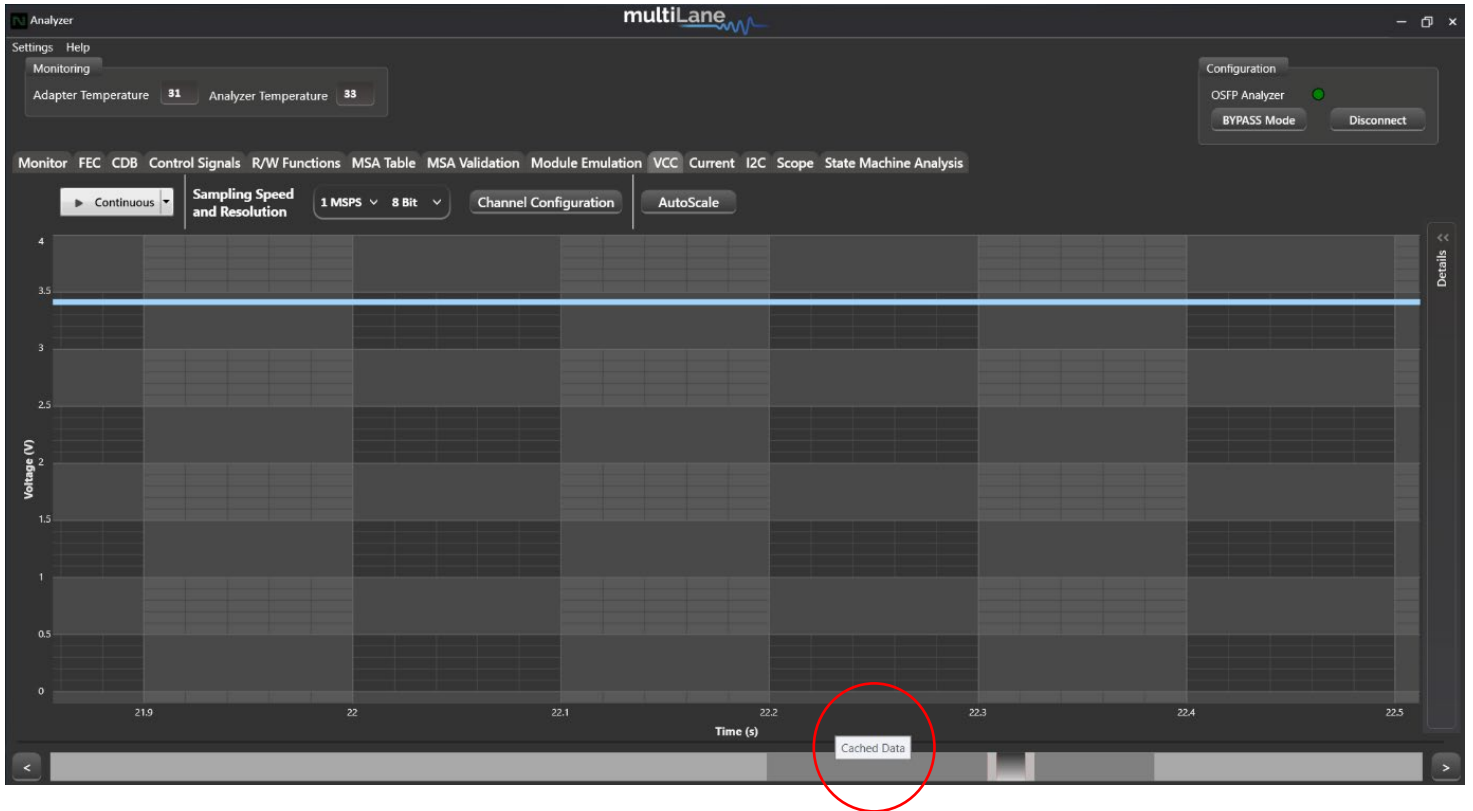 Analyzer
multiLane
Settings Help
Monitoring
Adapter Temperature 31 Analyzer Temperature 33
Configuration
OSFP Analyzer
BYPASS Mode Disconnect
Monitor FEC CDB Control Signals R/W Functions MSA Table MSA Validation Module Emulation VCC Current I2C Scope State Machine Analysis
Continuous
Sampling Speed
and Resolution
1 MSPS 8 Bit
Channel Configuration
AutoScale
<<
Details
Voltage (V)
4
3.5
3
2.5
2
1.5
1
0.5
0
21.9 22 22.1 22.2 22.3 22.4 22.5
Time (s)
Cached Data
< >